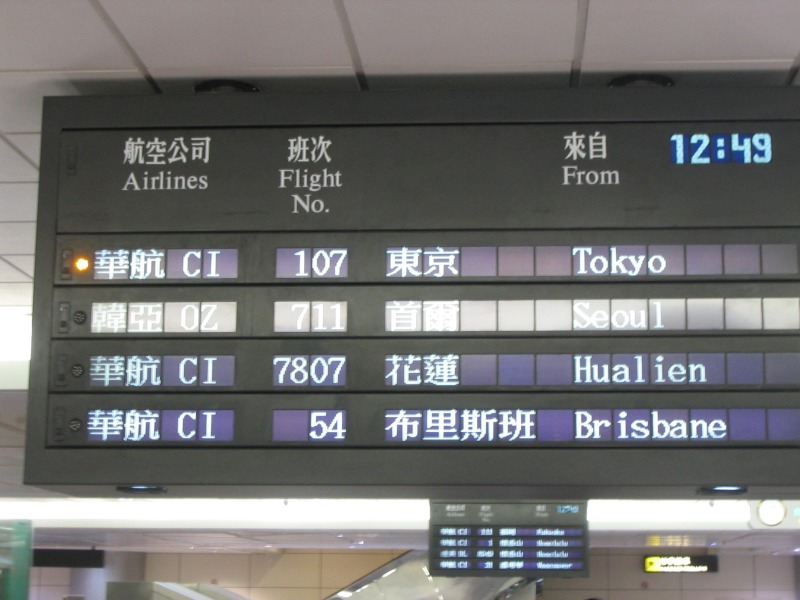 航空公司 班次 來自 12:49
Airlines Flight No. From
華航 CI 107 東京 Tokyo
韓亞 OZ 711 首爾 Seoul
華航 CI 7807 花蓮 Hualien
華航 CI 54 布里斯班 Brisbane